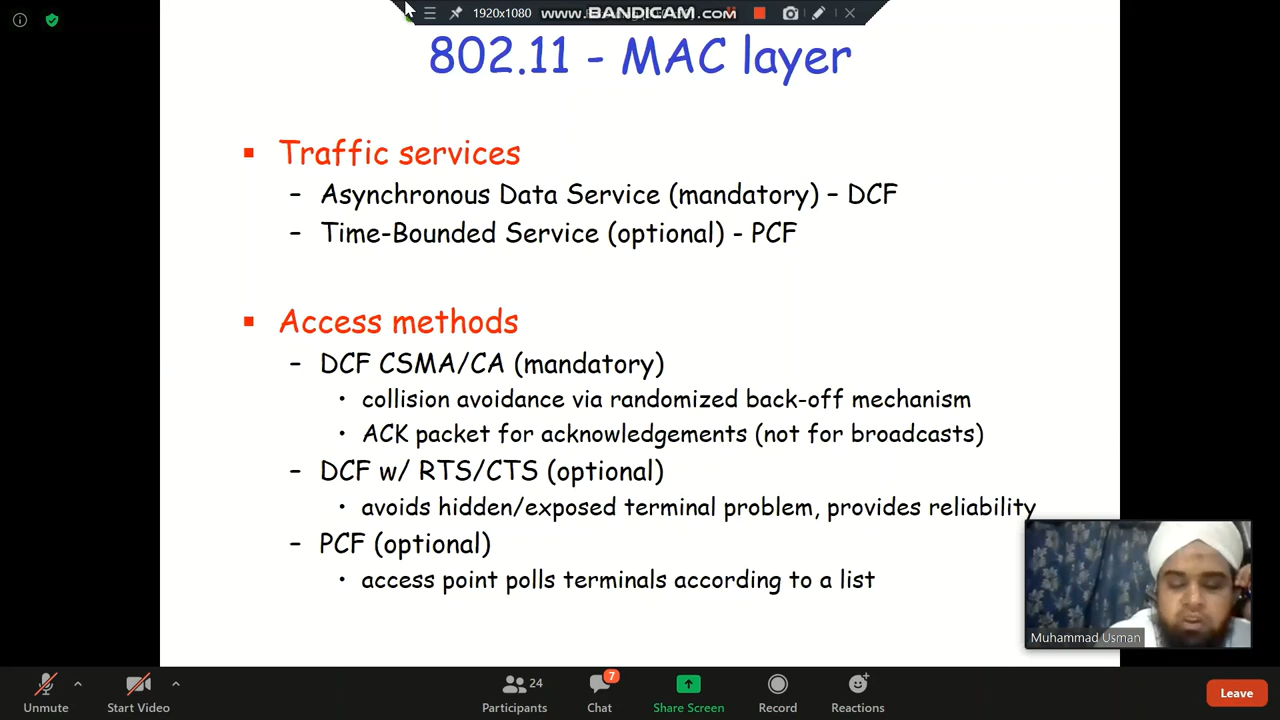 1920x1080
www.BANDICAM.com
802.11 - MAC layer
▪ Traffic services
– Asynchronous Data Service (mandatory) – DCF
– Time-Bounded Service (optional) - PCF
▪ Access methods
– DCF CSMA/CA (mandatory)
• collision avoidance via randomized back-off mechanism
• ACK packet for acknowledgements (not for broadcasts)
– DCF w/ RTS/CTS (optional)
• avoids hidden/exposed terminal problem, provides reliability
– PCF (optional)
• access point polls terminals according to a list
Muhammad Usman
Unmute
Start Video
24
Participants
7
Chat
Share Screen
Record
Reactions
Leave